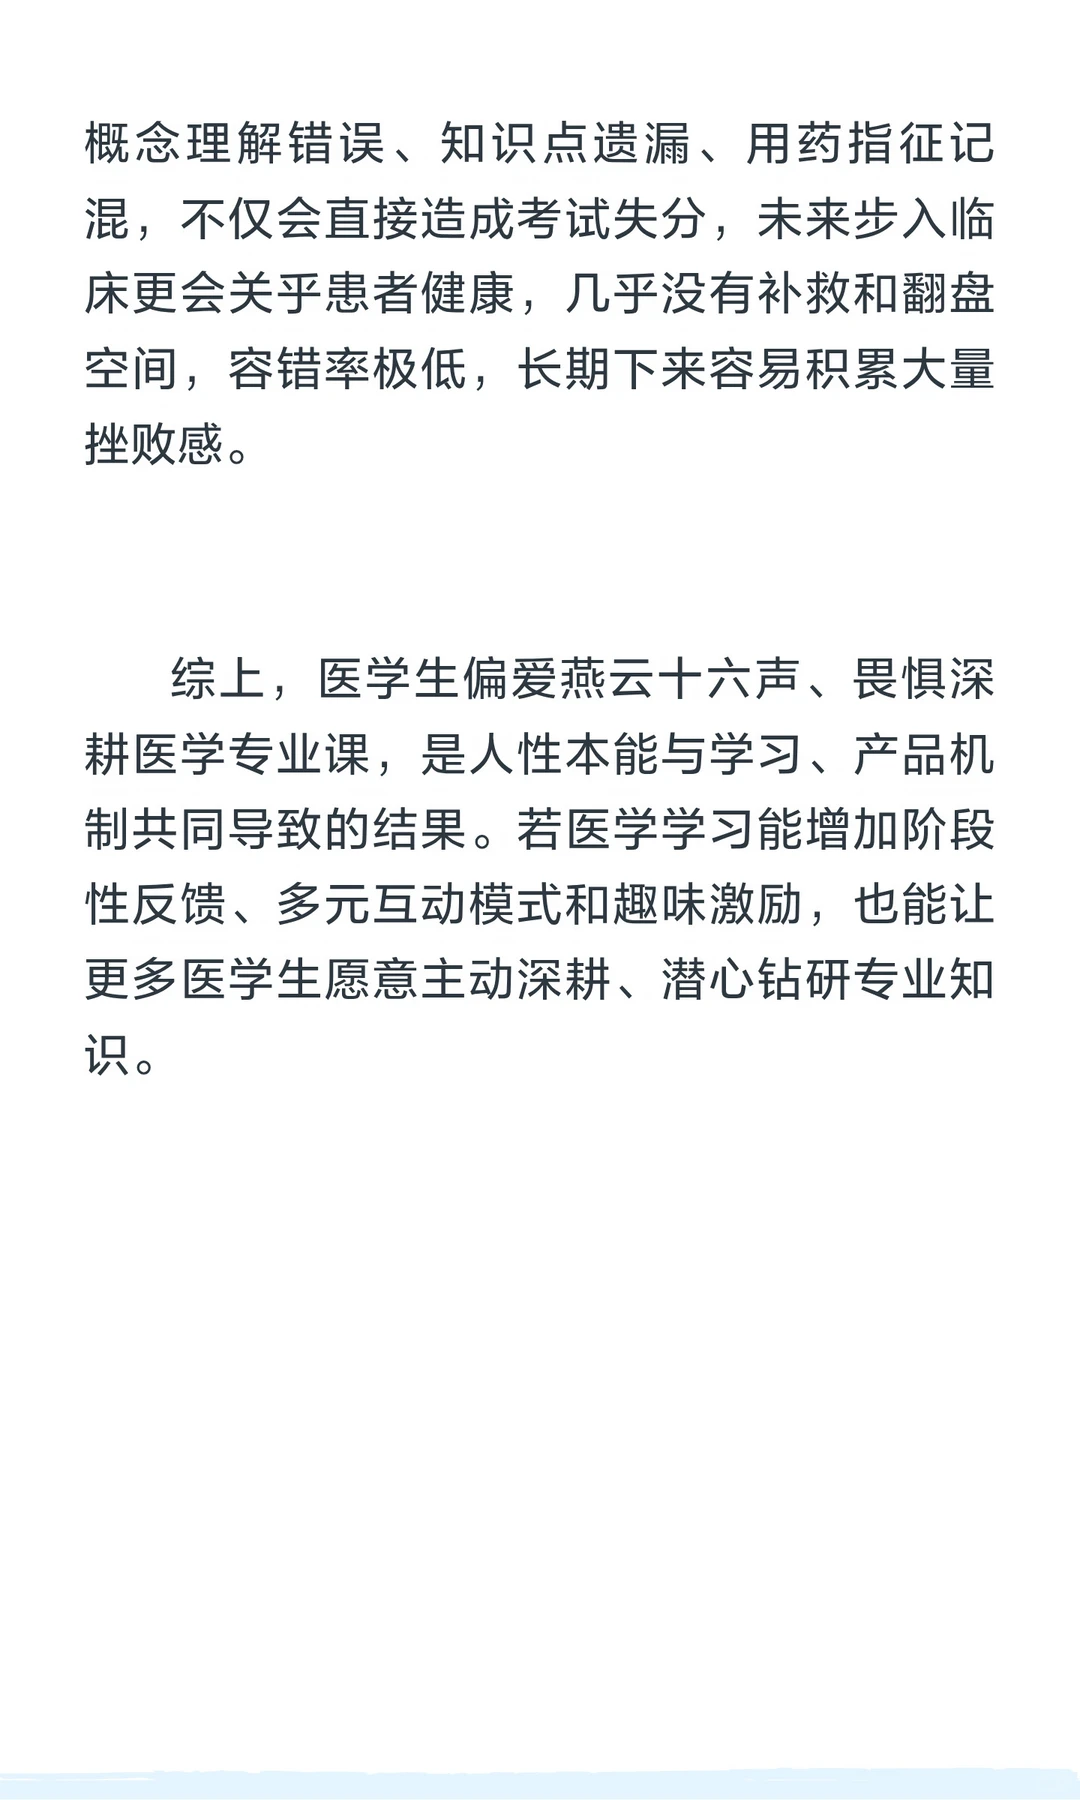 概念理解错误、知识点遗漏、用药指征记
混，不仅会直接造成考试失分，未来步入临
床更会关乎患者健康，几乎没有补救和翻盘
空间，容错率极低，长期下来容易积累大量
挫败感。
综上，医学生偏爱燕云十六声、畏惧深
耕医学专业课，是人性本能与学习、产品机
制共同导致的结果。若医学学习能增加阶段
性反馈、多元互动模式和趣味激励，也能让
更多医学生愿意主动深耕、潜心钻研专业知
识。